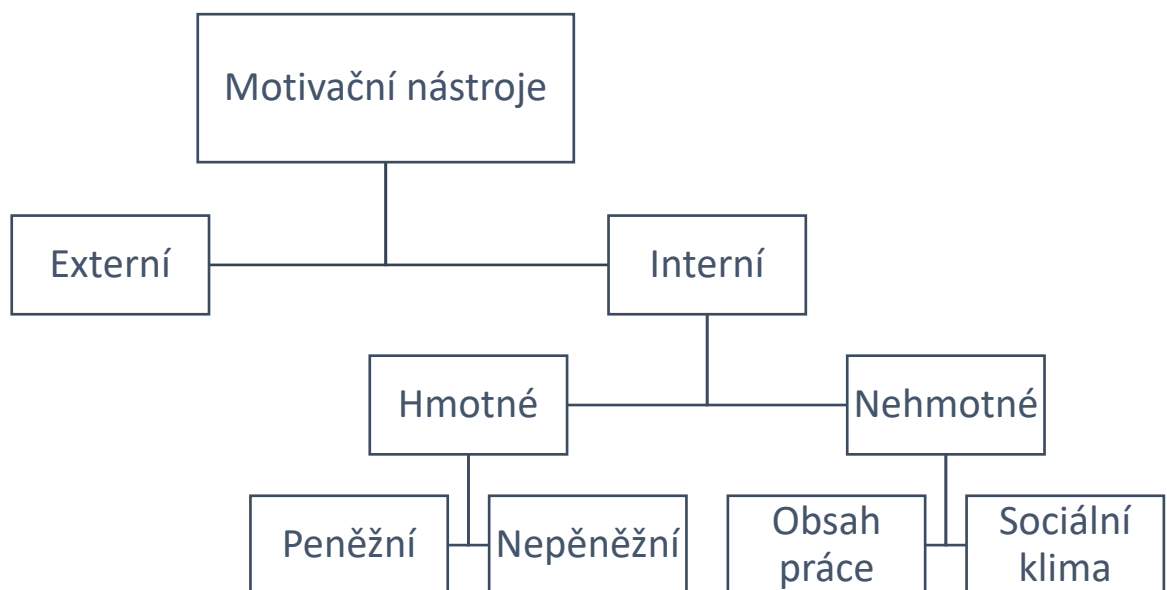 Motivační nástroje
Externí
Interní
Hmotné
Nehmotné
Peněžní
Nepěněžní
Obsah
práce
Sociální
klima